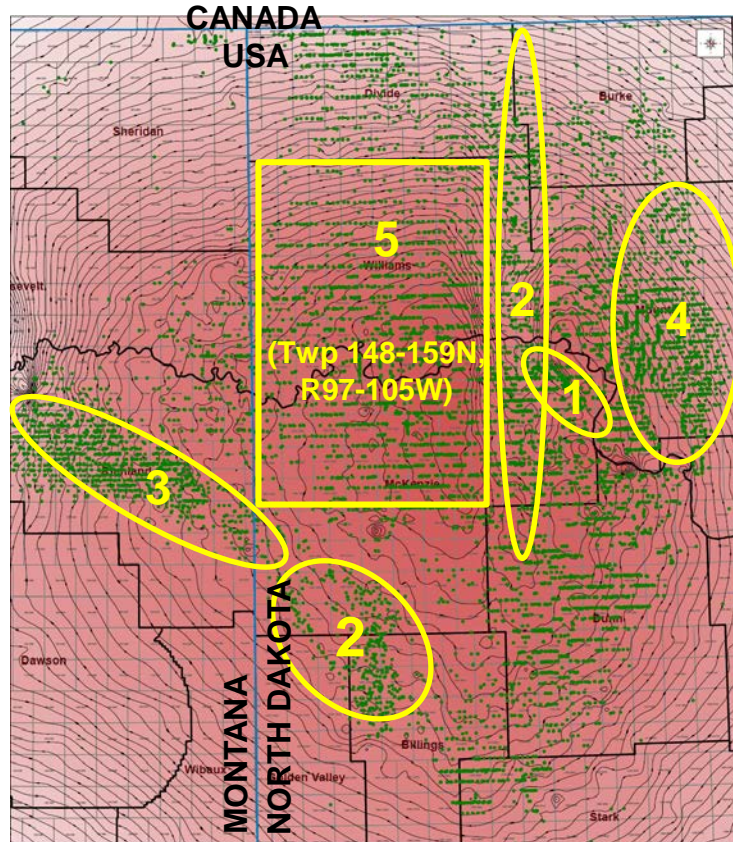 CANADA
USA
Divide
Burke
Sheridan
5
Williams
2
4
(Twp 148-159N,
R97-105W)
1
3
McKenzie
2
Dunn
Dawson
MONTANA
NORTH DAKOTA
Billings
Wibaux
Golden Valley
Stark